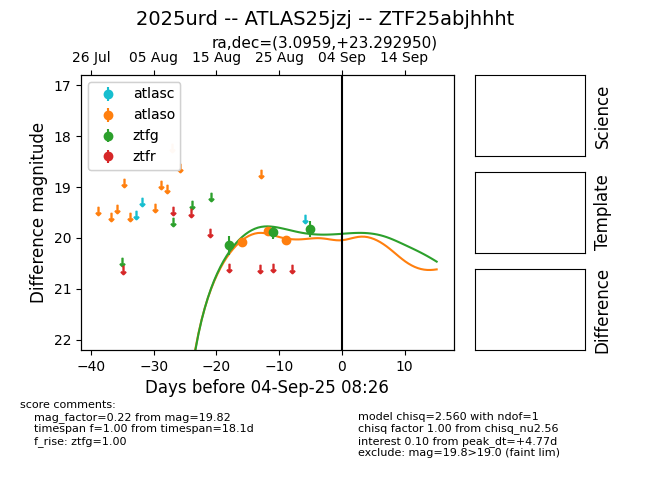 2025urd -- ATLAS25jzj -- ZTF25abjhhht
ra,dec=(3.0959,+23.292950)
26 Jul 05 Aug 15 Aug 25 Aug 04 Sep 14 Sep
17
18
19
20
21
22
Difference magnitude
atlasc
atlaso
ztfg
ztfr
−40 −30 −20 −10 0 10
Days before 04-Sep-25 08:26
Science
Template
Difference
score comments:
mag_factor=0.22 from mag=19.82
timespan f=1.00 from timespan=18.1d
f_rise: ztfg=1.00
model chisq=2.560 with ndof=1
chisq factor 1.00 from chisq_nu2.56
interest 0.10 from peak_dt=+4.77d
exclude: mag=19.8>19.0 (faint lim)